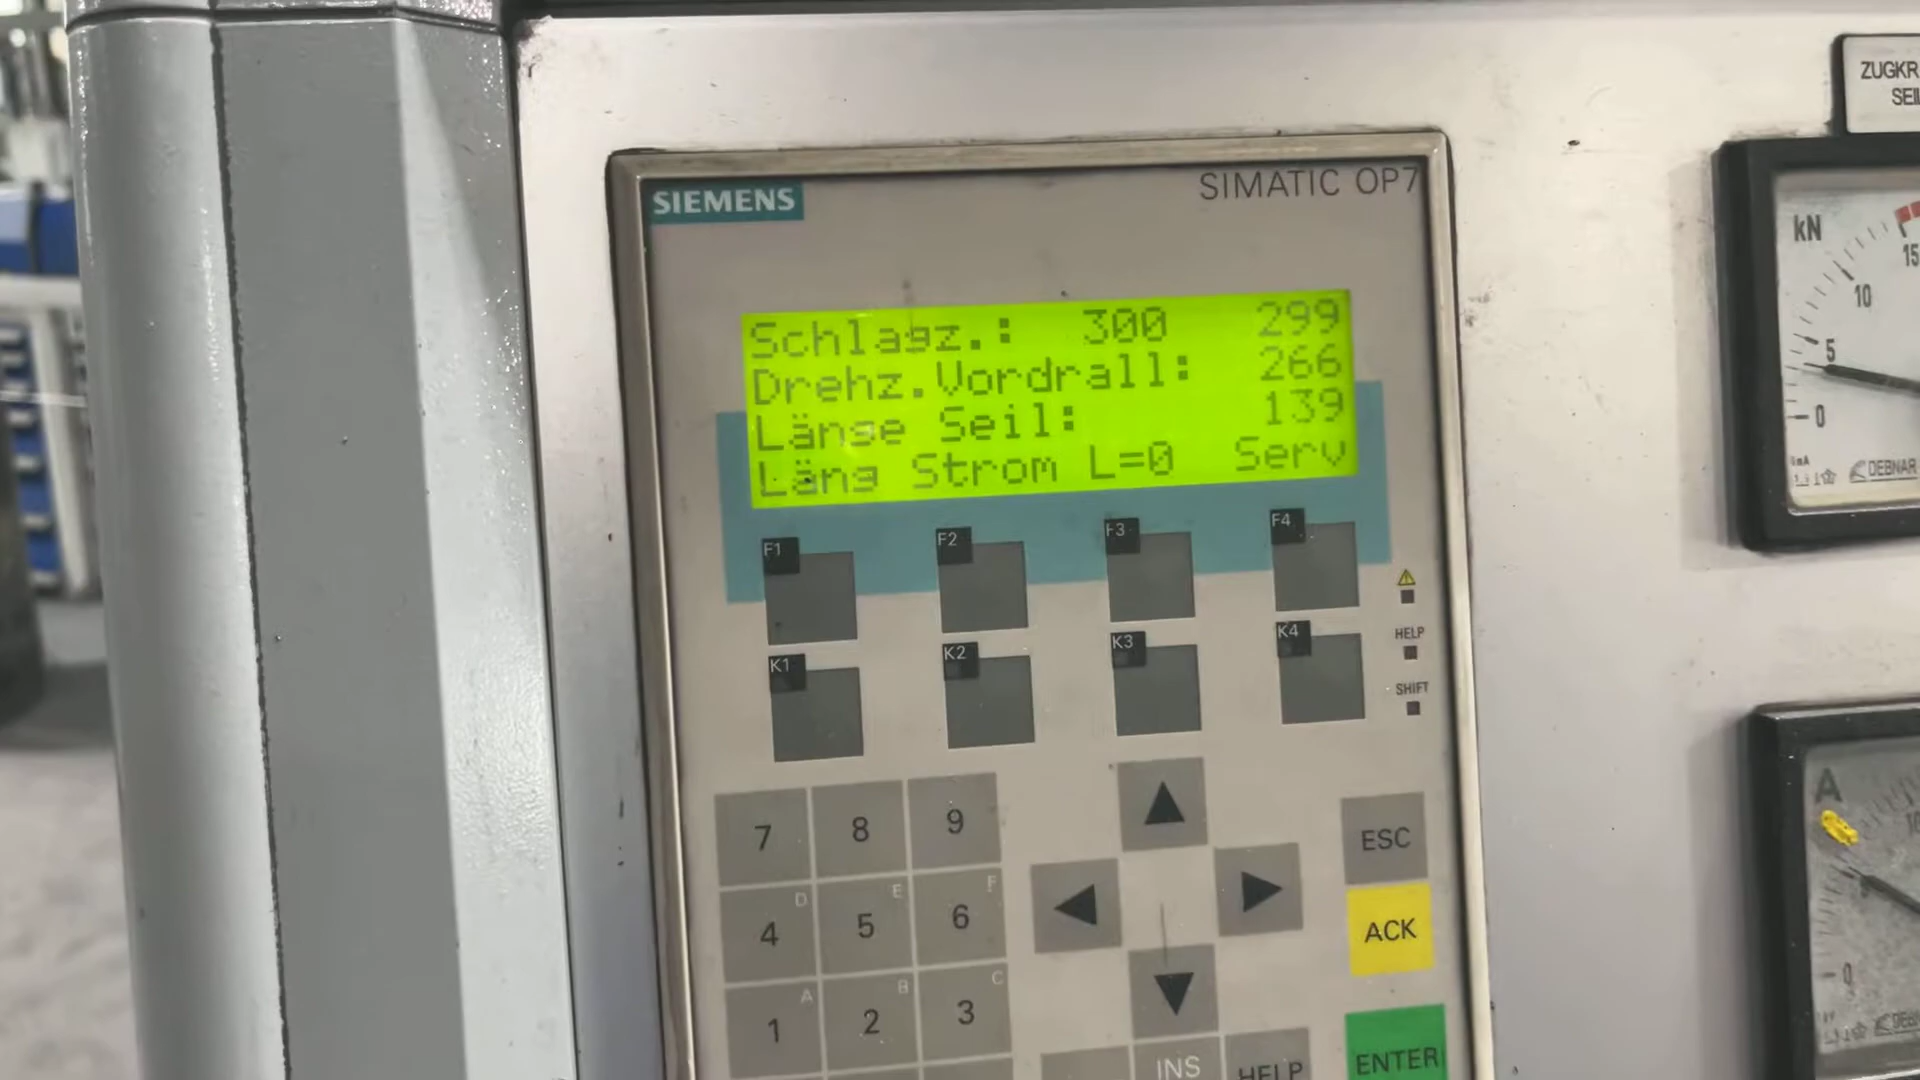 ZUGKR
SEIL
SIEMENS
SIMATIC OP7
Schlagz.: 300 299
Drehz.Vordrall: 266
Länge Seil: 139
Läng Strom L=0 Serv
kN
15
10
5
0
DEBNAR
F1 F2 F3 F4
HELP
K1 K2 K3 K4
SHIFT
A
7 8 9
ESC
D E F
4 5 6
ACK
A B C
1 2 3
0
INS HELP ENTER